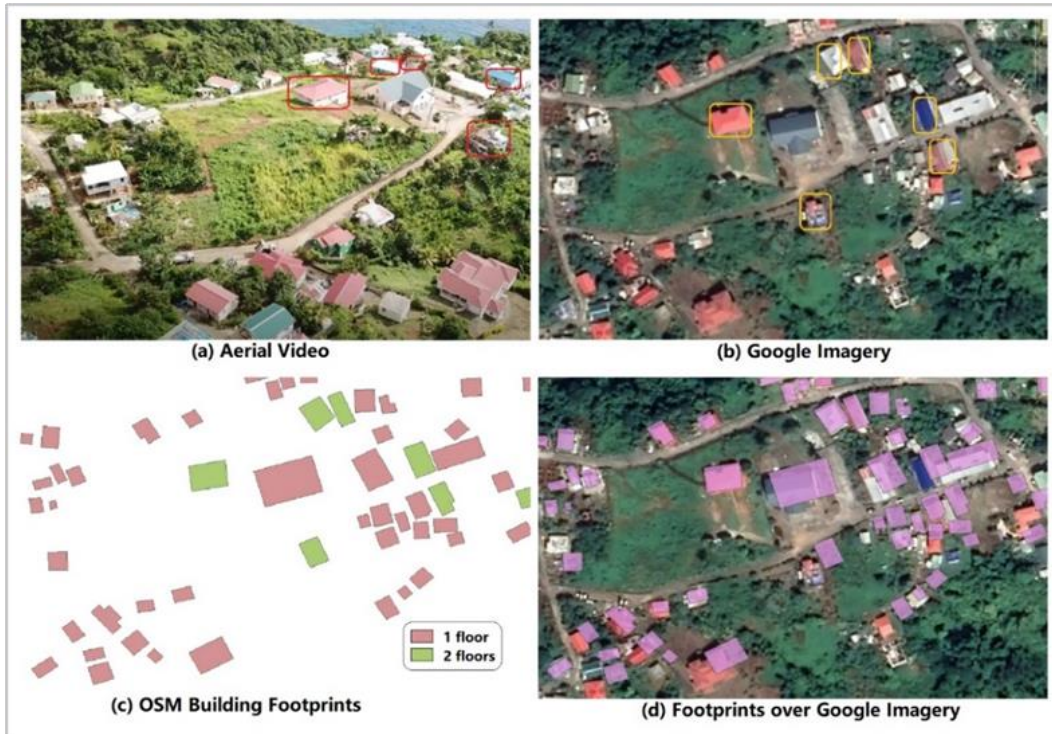 (a) Aerial Video
(b) Google Imagery
1 floor
2 floors
(c) OSM Building Footprints
(d) Footprints over Google Imagery